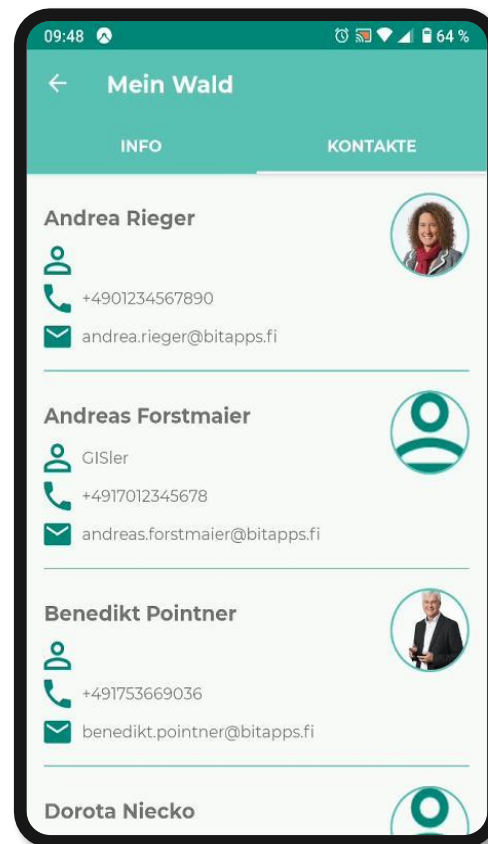 09:48
64 %
Mein Wald
INFO
KONTAKTE
Andrea Rieger
+4901234567890
andrea.rieger@bitapps.fi
Andreas Forstmaier
GISler
+4917012345678
andreas.forstmaier@bitapps.fi
Benedikt Pointner
+491753669036
benedikt.pointner@bitapps.fi
Dorota Niecko